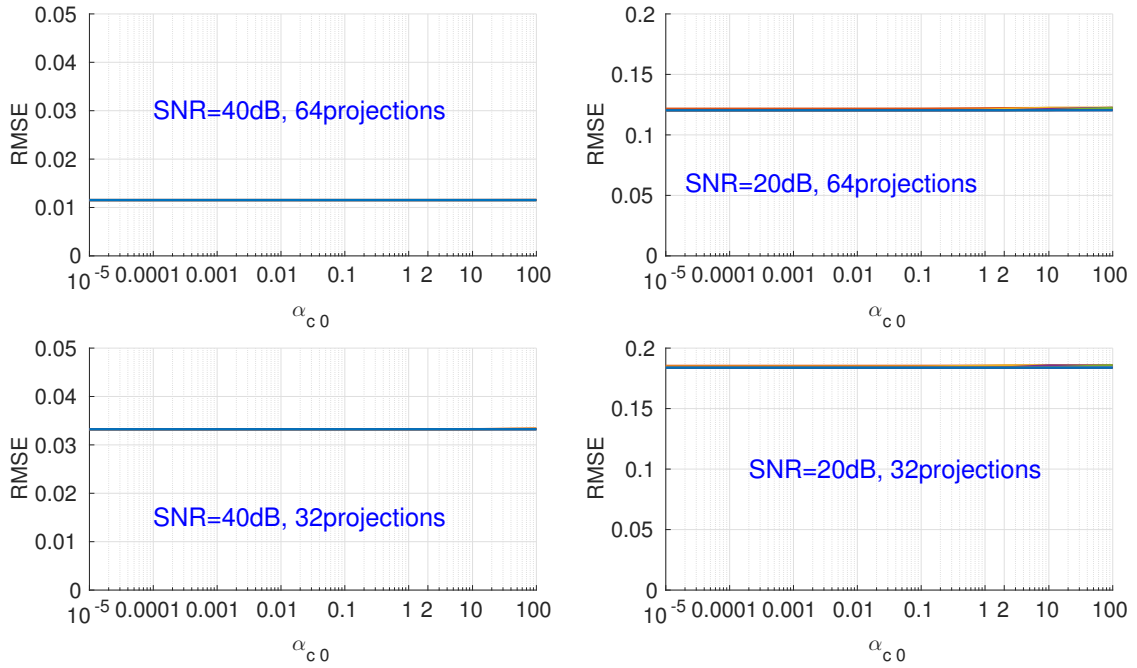 0.05
0.04
0.03
0.02
0.01
0
RMSE
SNR=40dB, 64projections
10^-5 0.0001 0.001 0.01 0.1 1 2 10 100
α_c 0
0.2
0.15
0.1
0.05
0
RMSE
SNR=20dB, 64projections
10^-5 0.0001 0.001 0.01 0.1 1 2 10 100
α_c 0
0.05
0.04
0.03
0.02
0.01
0
RMSE
SNR=40dB, 32projections
10^-5 0.0001 0.001 0.01 0.1 1 2 10 100
α_c 0
0.2
0.15
0.1
0.05
0
RMSE
SNR=20dB, 32projections
10^-5 0.0001 0.001 0.01 0.1 1 2 10 100
α_c 0